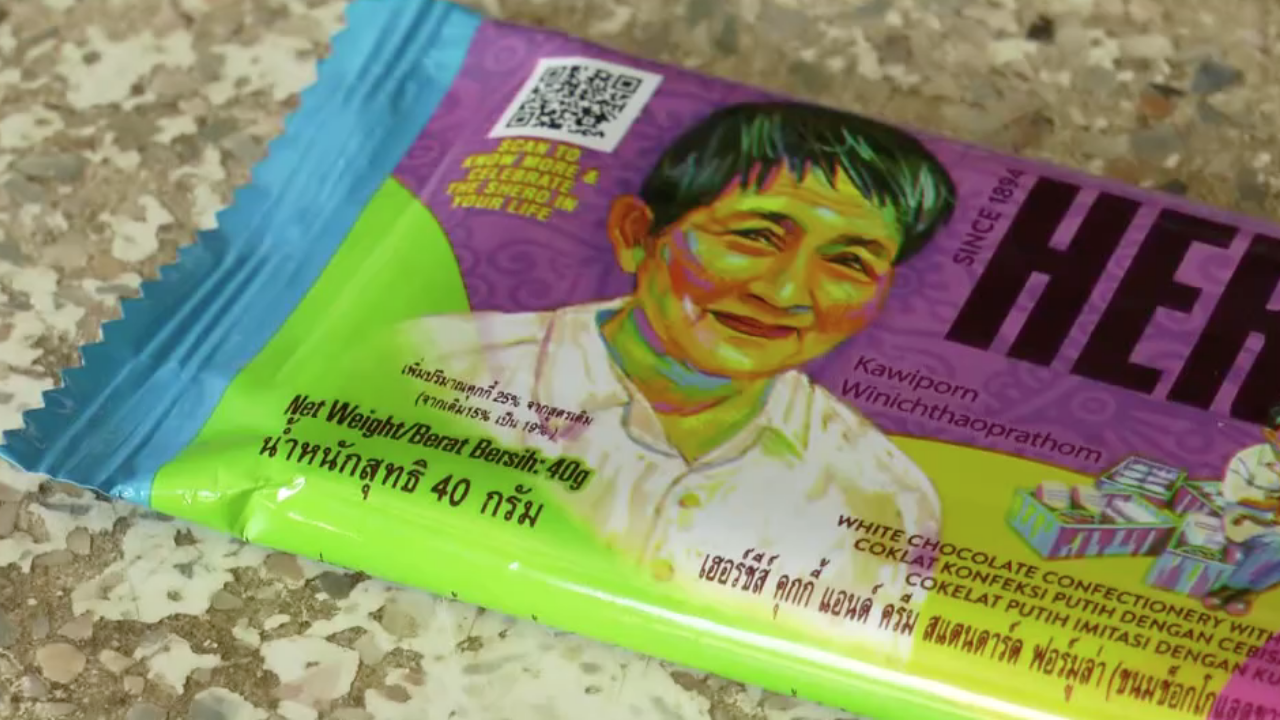 SCAN TO
KNOW MORE &
CELEBRATE
THE SHERO IN
YOUR LIFE
SINCE 1894
HER
Kawiporn
Winichthaoprathom
เพิ่มปริมาณคุกกี้ 25% จากสูตรเดิม
(จากเดิม15% เป็น 19%)
Net Weight/Berat Bersih: 40g
น้ำหนักสุทธิ 40 กรัม
WHITE CHOCOLATE CONFECTIONERY WITH
COKLAT KONFEKSI PUTIH DENGAN
COKELAT PUTIH IMITASI DENGAN
เฮอร์ชีส์ คุกกี้ แอนด์ ครีม สแตนดาร์ด ฟอร์มูล่า